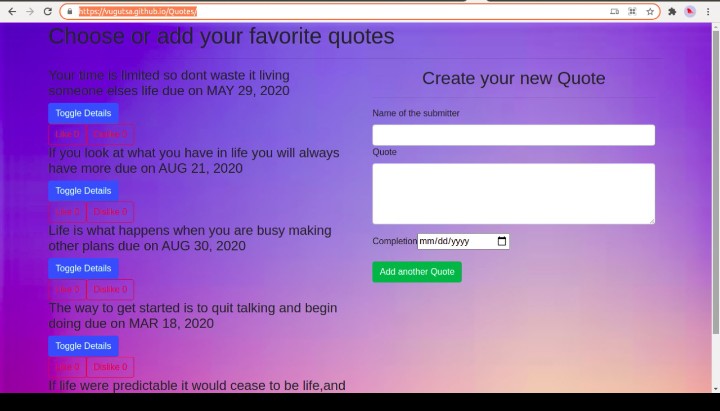 https://vugutsa.github.io/Quotes/
Choose or add your favorite quotes
Your time is limited so dont waste it living
someone elses life due on MAY 29, 2020
Toggle Details
Like 0 Dislike 0
If you look at what you have in life you will always
have more due on AUG 21, 2020
Toggle Details
Like 0 Dislike 0
Life is what happens when you are busy making
other plans due on AUG 30, 2020
Toggle Details
Like 0 Dislike 0
The way to get started is to quit talking and begin
doing due on MAR 18, 2020
Toggle Details
Like 0 Dislike 0
If life were predictable it would cease to be life,and
Create your new Quote
Name of the submitter
Quote
Completion mm/dd/yyyy
Add another Quote